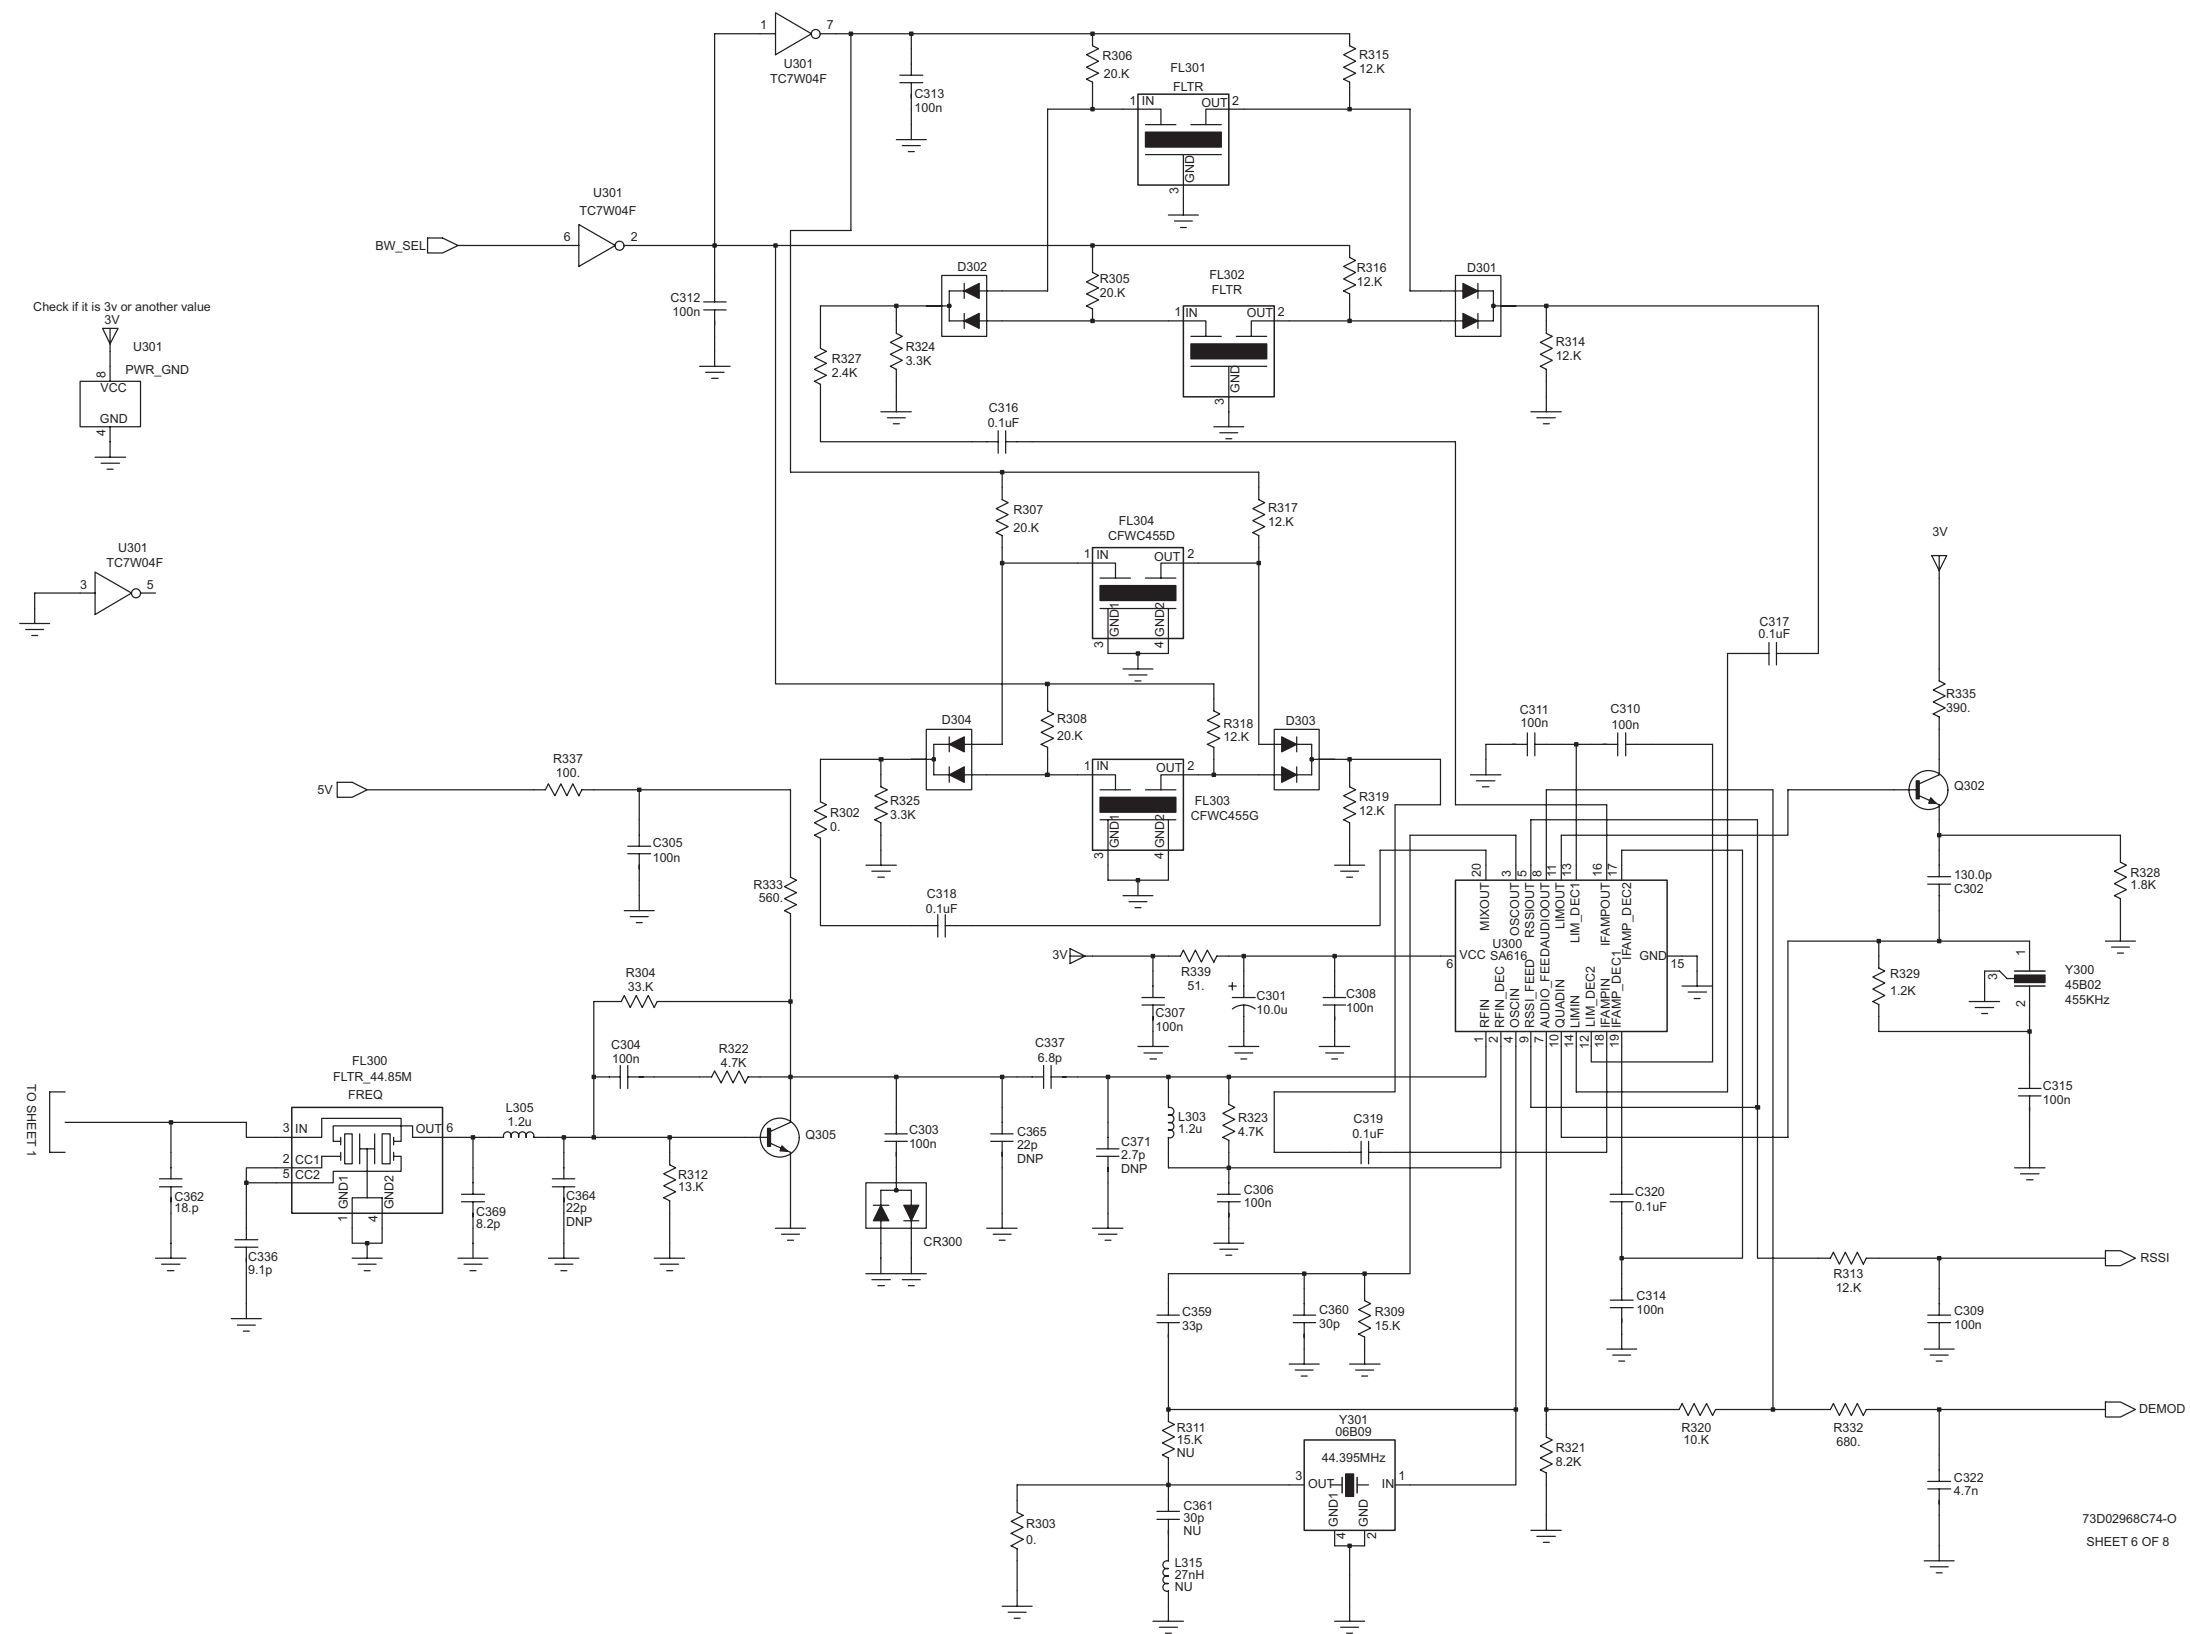 1
7
U301
TC7W04F
C313
100n
R306
20.K
FL301
FLTR
1
IN
OUT
2
GND
3
R315
12.K
U301
TC7W04F
BW_SEL
6
2
C312
100n
D302
R305
20.K
FL302
FLTR
1
IN
OUT
2
GND
3
R316
12.K
D301
R324
3.3K
R327
2.4K
R314
12.K
C316
0.1uF
Check if it is 3v or another value
3V
U301
PWR_GND
8
VCC
GND
4
U301
TC7W04F
3
5
R307
20.K
FL304
CFWC455D
1
IN
OUT
2
GND1
GND2
3
4
R317
12.K
C317
0.1uF
3V
R335
390.
Q302
D304
R308
20.K
R318
12.K
D303
1
IN
OUT
2
FL303
CFWC455G
GND1
GND2
3
4
R302
0.
R325
3.3K
R319
12.K
C318
0.1uF
C311
100n
C310
100n
5V
R337
100.
C305
100n
R333
560.
20
3
5
8
11
13
16
17
MIXOUT
OSCOUT
RSSIOUT
AUDIOOUT
LIMOUT
LIM_DEC1
IFAMPOUT
IFAMP_DEC2
U300
SA616
VCC
6
GND
15
RFIN
RFIN_DEC
OSCIN
RSSI_FEED
AUDIO_FEED
QUADIN
LIMIN
LIM_DEC2
IFAMPIN
IFAMP_DEC1
1
2
4
9
7
10
14
12
18
19
130.0p
C302
R328
1.8K
R329
1.2K
1
3
2
Y300
45B02
455KHz
C315
100n
3V
R339
51.
C307
100n
+
C301
10.0u
C308
100n
R304
33.K
C304
100n
R322
4.7K
C337
6.8p
TO SHEET 1
FL300
FLTR_44.85M
FREQ
3
IN
OUT
6
2
CC1
5
CC2
GND1
GND2
1
4
C362
18.p
C336
9.1p
L305
1.2u
C369
8.2p
C364
22p
DNP
R312
13.K
Q305
C303
100n
CR300
C365
22p
DNP
C371
2.7p
DNP
L303
1.2u
R323
4.7K
C306
100n
C319
0.1uF
C320
0.1uF
C314
100n
R313
12.K
C309
100n
RSSI
C359
33p
C360
30p
R309
15.K
R311
15.K
NU
Y301
06B09
44.395MHz
3
OUT
IN
1
GND1
GND
4
2
R303
0.
C361
30p
NU
L315
27nH
NU
R321
8.2K
R320
10.K
R332
680.
C322
4.7n
DEMOD
73D02968C74-O
SHEET 6 OF 8